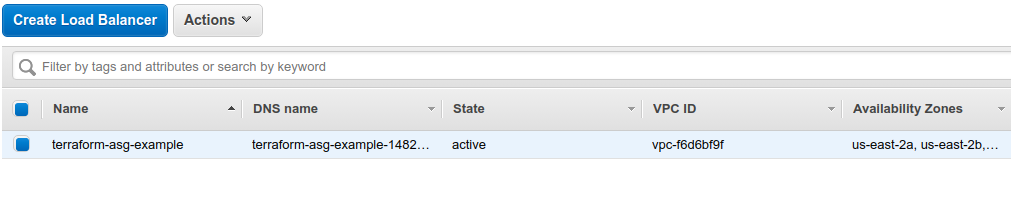 Create Load Balancer Actions
Filter by tags and attributes or search by keyword
Name DNS name State VPC ID Availability Zones
terraform-asg-example terraform-asg-example-1482… active vpc-f6d6bf9f us-east-2a, us-east-2b,…